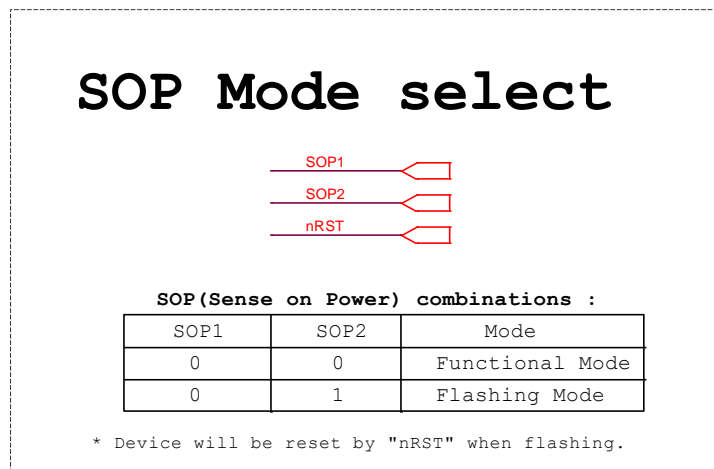 SOP Mode select
SOP1
SOP2
nRST
SOP(Sense on Power) combinations :
SOP1 SOP2 Mode
0 0 Functional Mode
0 1 Flashing Mode
* Device will be reset by "nRST" when flashing.